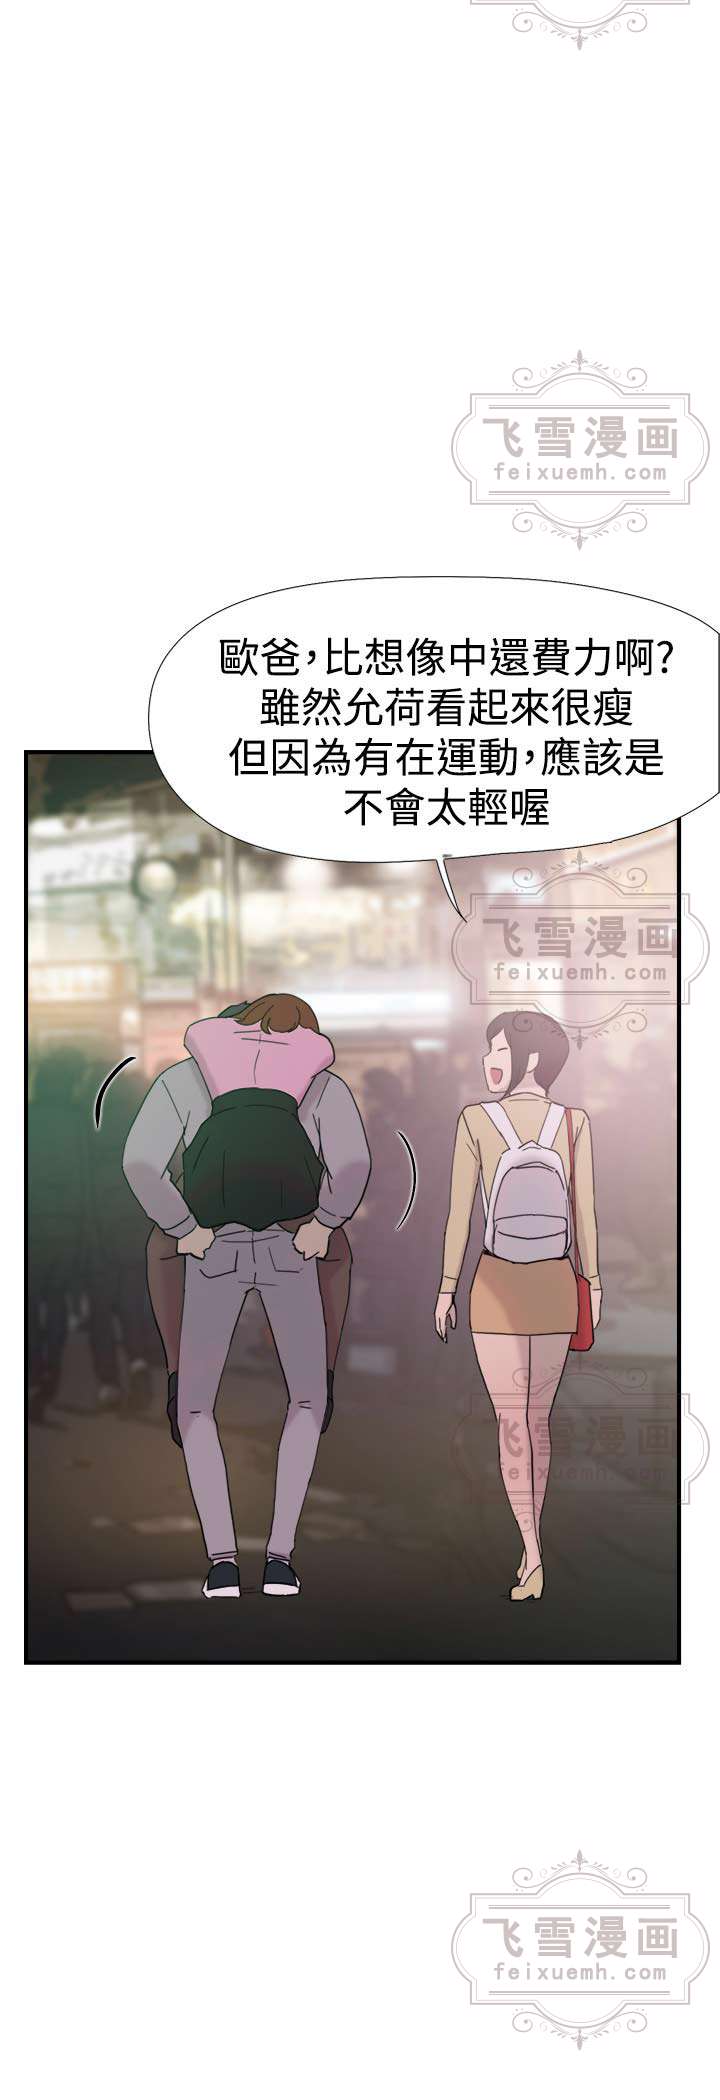 飞雪漫画
feixuemh.com
歐爸,比想像中還費力啊?
雖然允荷看起來很瘦
但因為有在運動,應該是
不會太輕喔
飞雪漫画
feixuemh.com
飞雪漫画
feixuemh.com
飞雪漫画
feixuemh.com